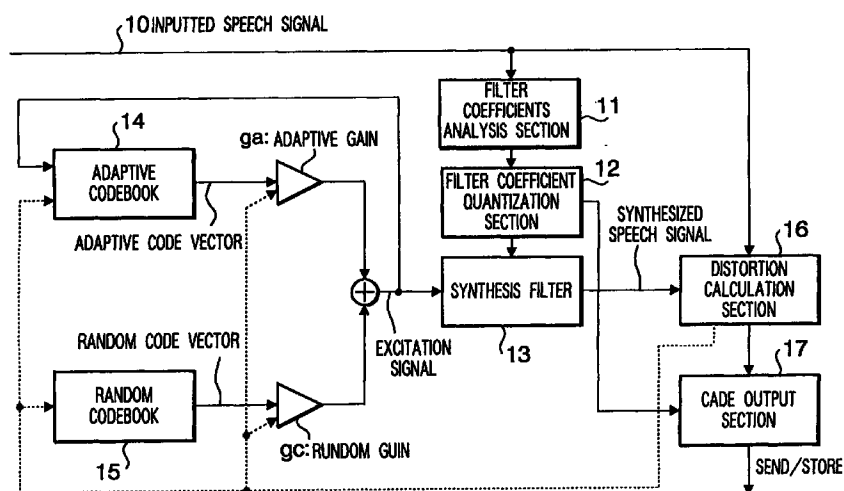 10 INPUTTED SPEECH SIGNAL
FILTER
COEFFICIENTS
ANALYSIS SECTION
11
14
ADAPTIVE
CODEBOOK
ga: ADAPTIVE GAIN
ADAPTIVE CODE VECTOR
12
FILTER COEFFICIENT
QUANTIZATION
SECTION
SYNTHESIZED
SPEECH SIGNAL
16
DISTORTION
CALCULATION
SECTION
SYNTHESIS FILTER
13
EXCITATION
SIGNAL
RANDOM CODE VECTOR
RANDOM
CODEBOOK
15
gc: RUNDOM GUIN
17
CADE OUTPUT
SECTION
SEND/STORE